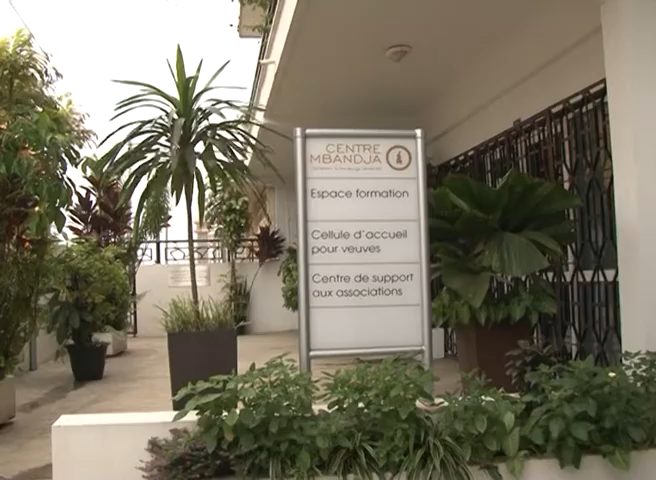 CENTRE
MBANDJA
Espace formation
Cellule d'accueil
pour veuves
Centre de support
aux associations